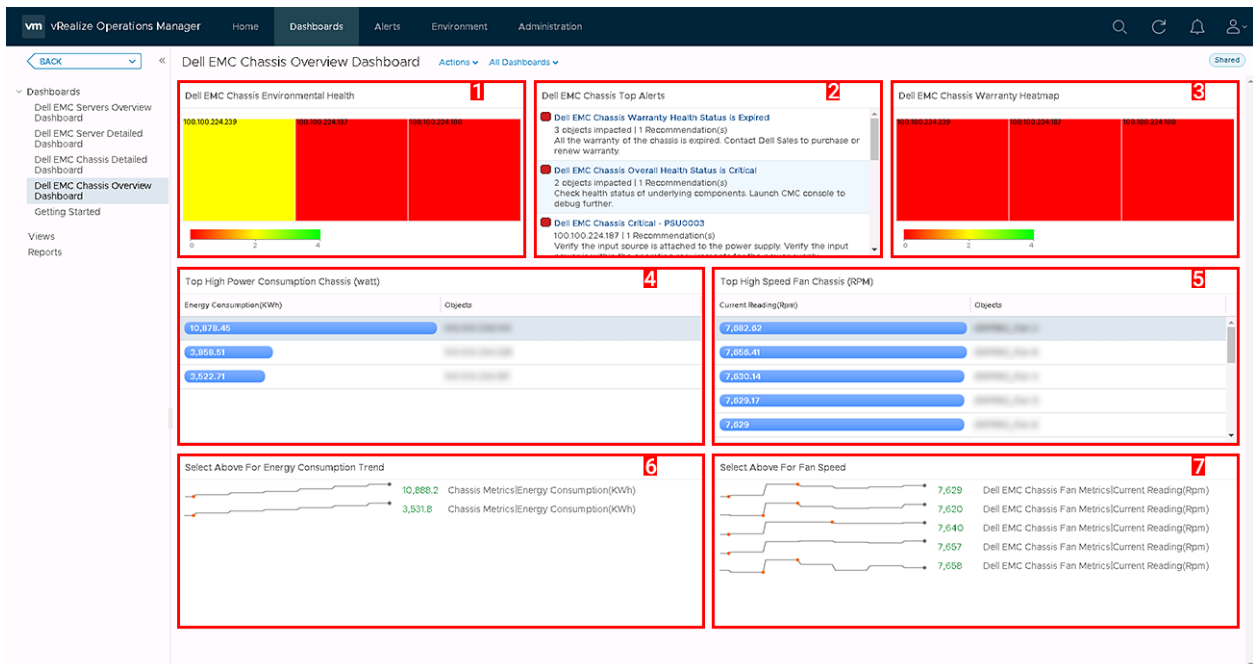 vm vRealize Operations Manager Home Dashboards Alerts Environment Administration
BACK
Dell EMC Chassis Overview Dashboard Actions All Dashboards Shared
Dashboards
Dell EMC Servers Overview
Dashboard
Dell EMC Server Detailed
Dashboard
Dell EMC Chassis Detailed
Dashboard
Dell EMC Chassis Overview
Dashboard
Getting Started
Views
Reports
Dell EMC Chassis Environmental Health 1
100.100.224.239 100.100.224.187 100.100.224.180
0 2 4
Dell EMC Chassis Top Alerts 2
Dell EMC Chassis Warranty Health Status is Expired
3 objects impacted | 1 Recommendation(s)
All the warranty of the chassis is expired. Contact Dell Sales to purchase or
renew warranty.
Dell EMC Chassis Overall Health Status is Critical
2 objects impacted | 1 Recommendation(s)
Check health status of underlying components. Launch CMC console to
debug further.
Dell EMC Chassis Critical - PSU0003
100.100.224.187 | 1 Recommendation(s)
Verify the input source is attached to the power supply. Verify the input
power is within the operating requirements for the power supply.
Dell EMC Chassis Warranty Heatmap 3
100.100.224.239 100.100.224.187 100.100.224.180
0 2 4
Top High Power Consumption Chassis (watt) 4
Energy Consumption(KWh) Objects
10,878.45
3,858.51
3,522.71
Top High Speed Fan Chassis (RPM) 5
Current Reading(Rpm) Objects
7,682.62
7,656.41
7,630.14
7,629.17
7,629
Select Above For Energy Consumption Trend 6
10,888.2 Chassis Metrics|Energy Consumption(KWh)
3,531.8 Chassis Metrics|Energy Consumption(KWh)
Select Above For Fan Speed 7
7,629 Dell EMC Chassis Fan Metrics|Current Reading(Rpm)
7,620 Dell EMC Chassis Fan Metrics|Current Reading(Rpm)
7,640 Dell EMC Chassis Fan Metrics|Current Reading(Rpm)
7,657 Dell EMC Chassis Fan Metrics|Current Reading(Rpm)
7,658 Dell EMC Chassis Fan Metrics|Current Reading(Rpm)